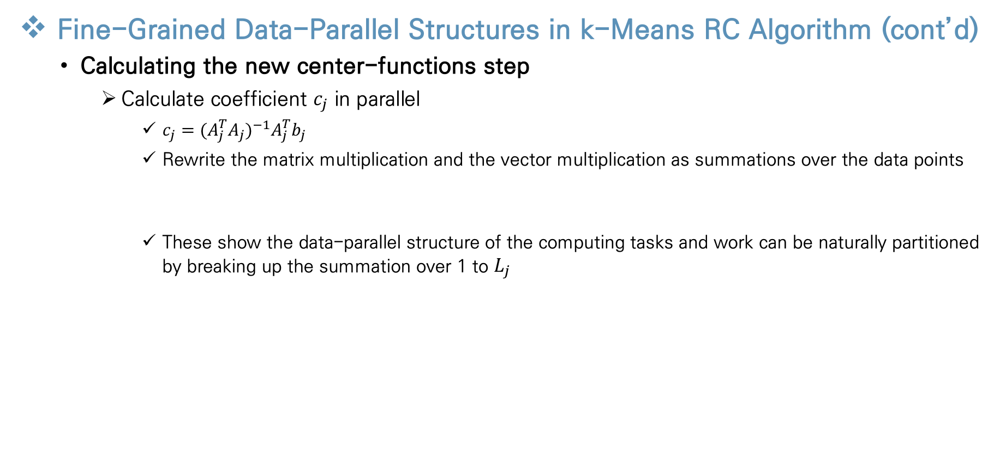 ❖ Fine-Grained Data-Parallel Structures in k-Means RC Algorithm (cont’d)
• Calculating the new center-functions step
➢ Calculate coefficient c_j in parallel
✓ c_j = (A_j^T A_j)^{-1} A_j^T b_j
✓ Rewrite the matrix multiplication and the vector multiplication as summations over the data points
✓ These show the data-parallel structure of the computing tasks and work can be naturally partitioned
by breaking up the summation over 1 to L_j